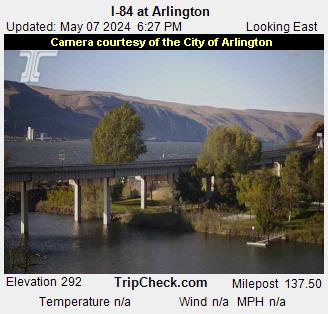 I-84 at Arlington
Updated: May 07 2024 6:27 PM Looking East
Camera courtesy of the City of Arlington
Elevation 292 TripCheck.com Milepost 137.50
Temperature n/a Wind n/a MPH n/a